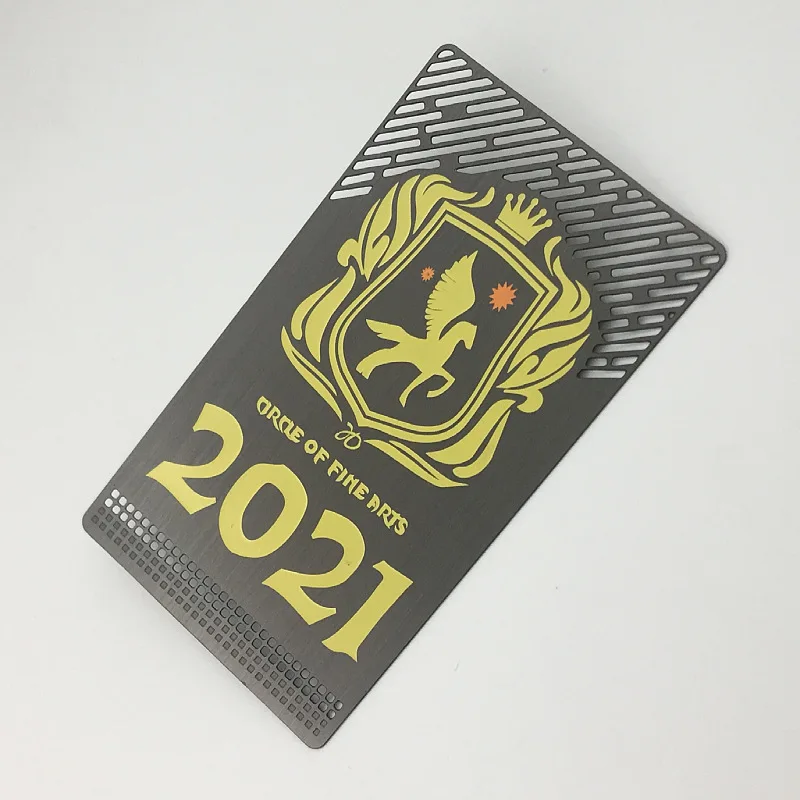 CIRCLE OF FINE ARTS
2021